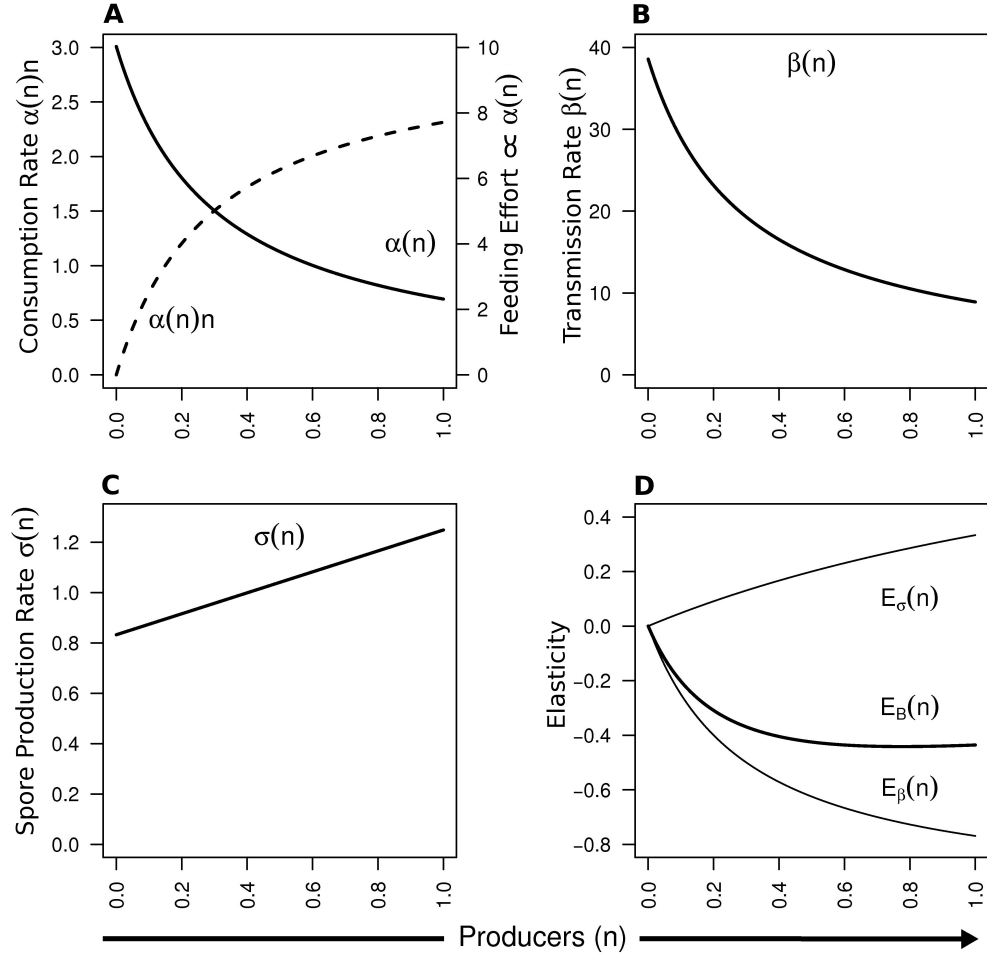 A
Consumption Rate α(n)n
3.0
2.5
2.0
1.5
1.0
0.5
0.0
10
8
6
4
2
0
Feeding Effort ∝ α(n)
α(n)
α(n)n
0.0 0.2 0.4 0.6 0.8 1.0
B
Transmission Rate β(n)
40
30
20
10
0
β(n)
0.0 0.2 0.4 0.6 0.8 1.0
C
Spore Production Rate σ(n)
1.2
1.0
0.8
0.6
0.4
0.2
0.0
σ(n)
0.0 0.2 0.4 0.6 0.8 1.0
D
Elasticity
0.4
0.2
0.0
−0.2
−0.4
−0.6
−0.8
Eσ(n)
EB(n)
Eβ(n)
0.0 0.2 0.4 0.6 0.8 1.0
Producers (n)